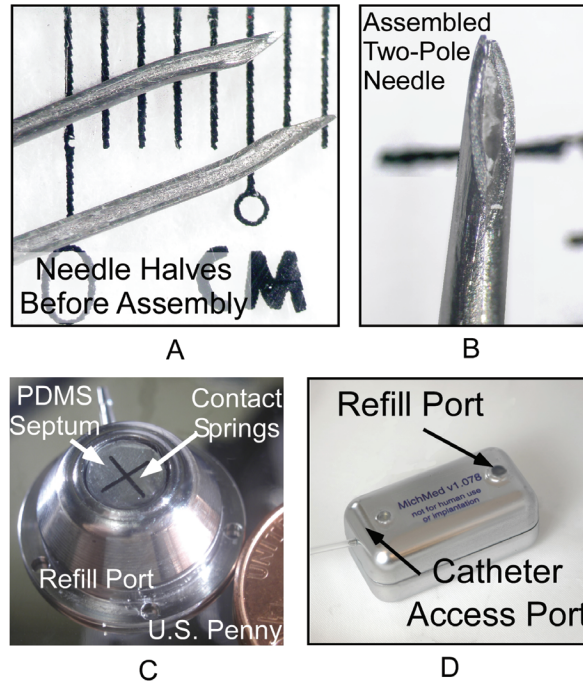 Needle Halves
Before Assembly
CM
A
Assembled
Two-Pole
Needle
B
PDMS
Septum
Contact
Springs
Refill Port
U.S. Penny
C
Refill Port
MichMed v1.078
not for human use
or implantation
Catheter
Access Port
D